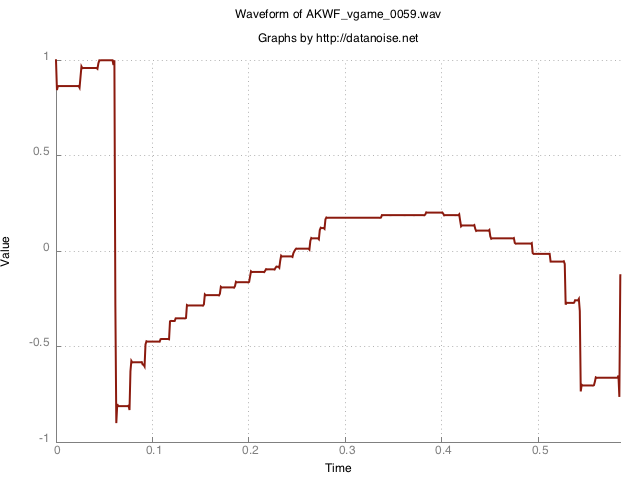 Waveform of AKWF_vgame_0059.wav
Graphs by http://datanoise.net
1
0.5
0
-0.5
-1
Value
0 0.1 0.2 0.3 0.4 0.5
Time